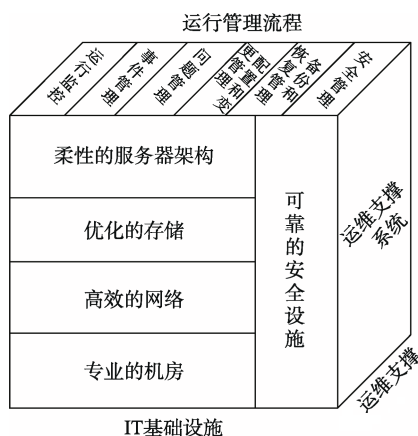 运行管理流程
运行监控
事件管理
问题管理
配置和变
更管理
备份和
恢复管理
安全管理
柔性的服务器架构
优化的存储
高效的网络
专业的机房
可靠的安全设施
运维支撑
系统
运维支撑
IT基础设施